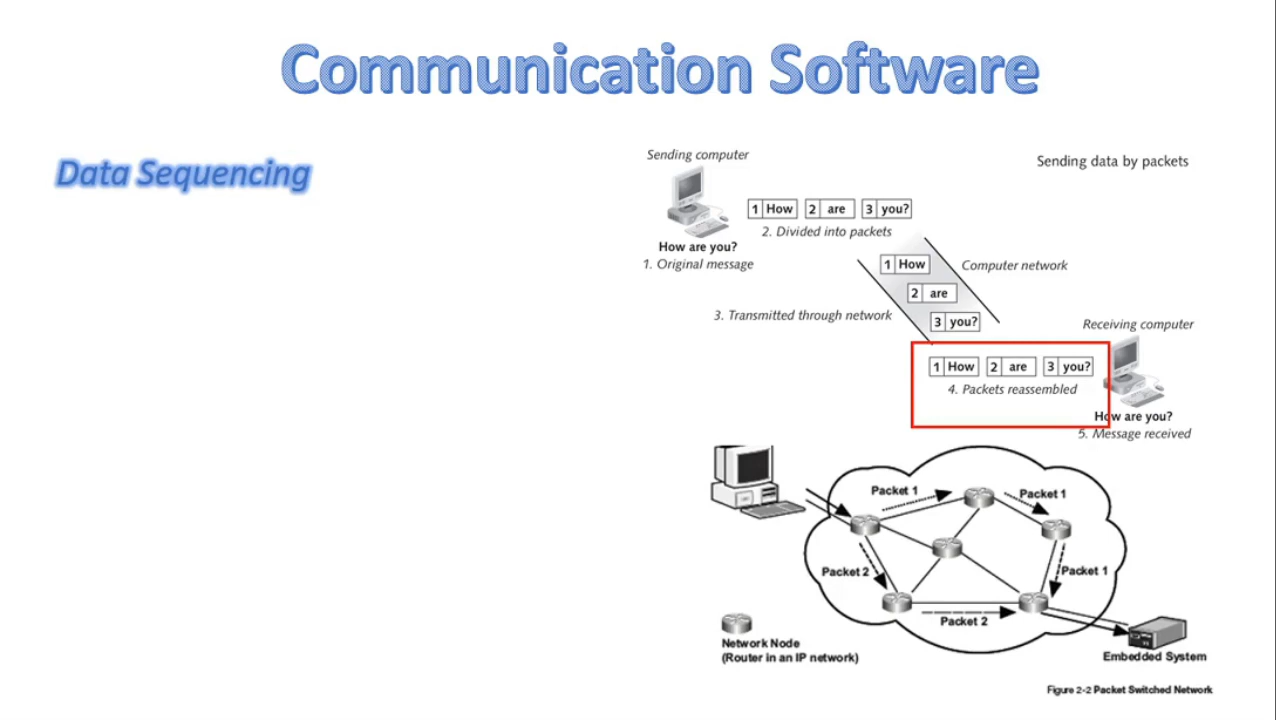 Communication Software
Data Sequencing
Sending computer
Sending data by packets
1 How 2 are 3 you?
2. Divided into packets
How are you?
1. Original message
1 How
Computer network
2 are
3. Transmitted through network
3 you?
Receiving computer
1 How 2 are 3 you?
4. Packets reassembled
How are you?
5. Message received
Packet 1
Packet 1
Packet 2
Packet 1
Packet 2
Network Node
(Router in an IP network)
Embedded System
Figure 2-2 Packet Switched Network